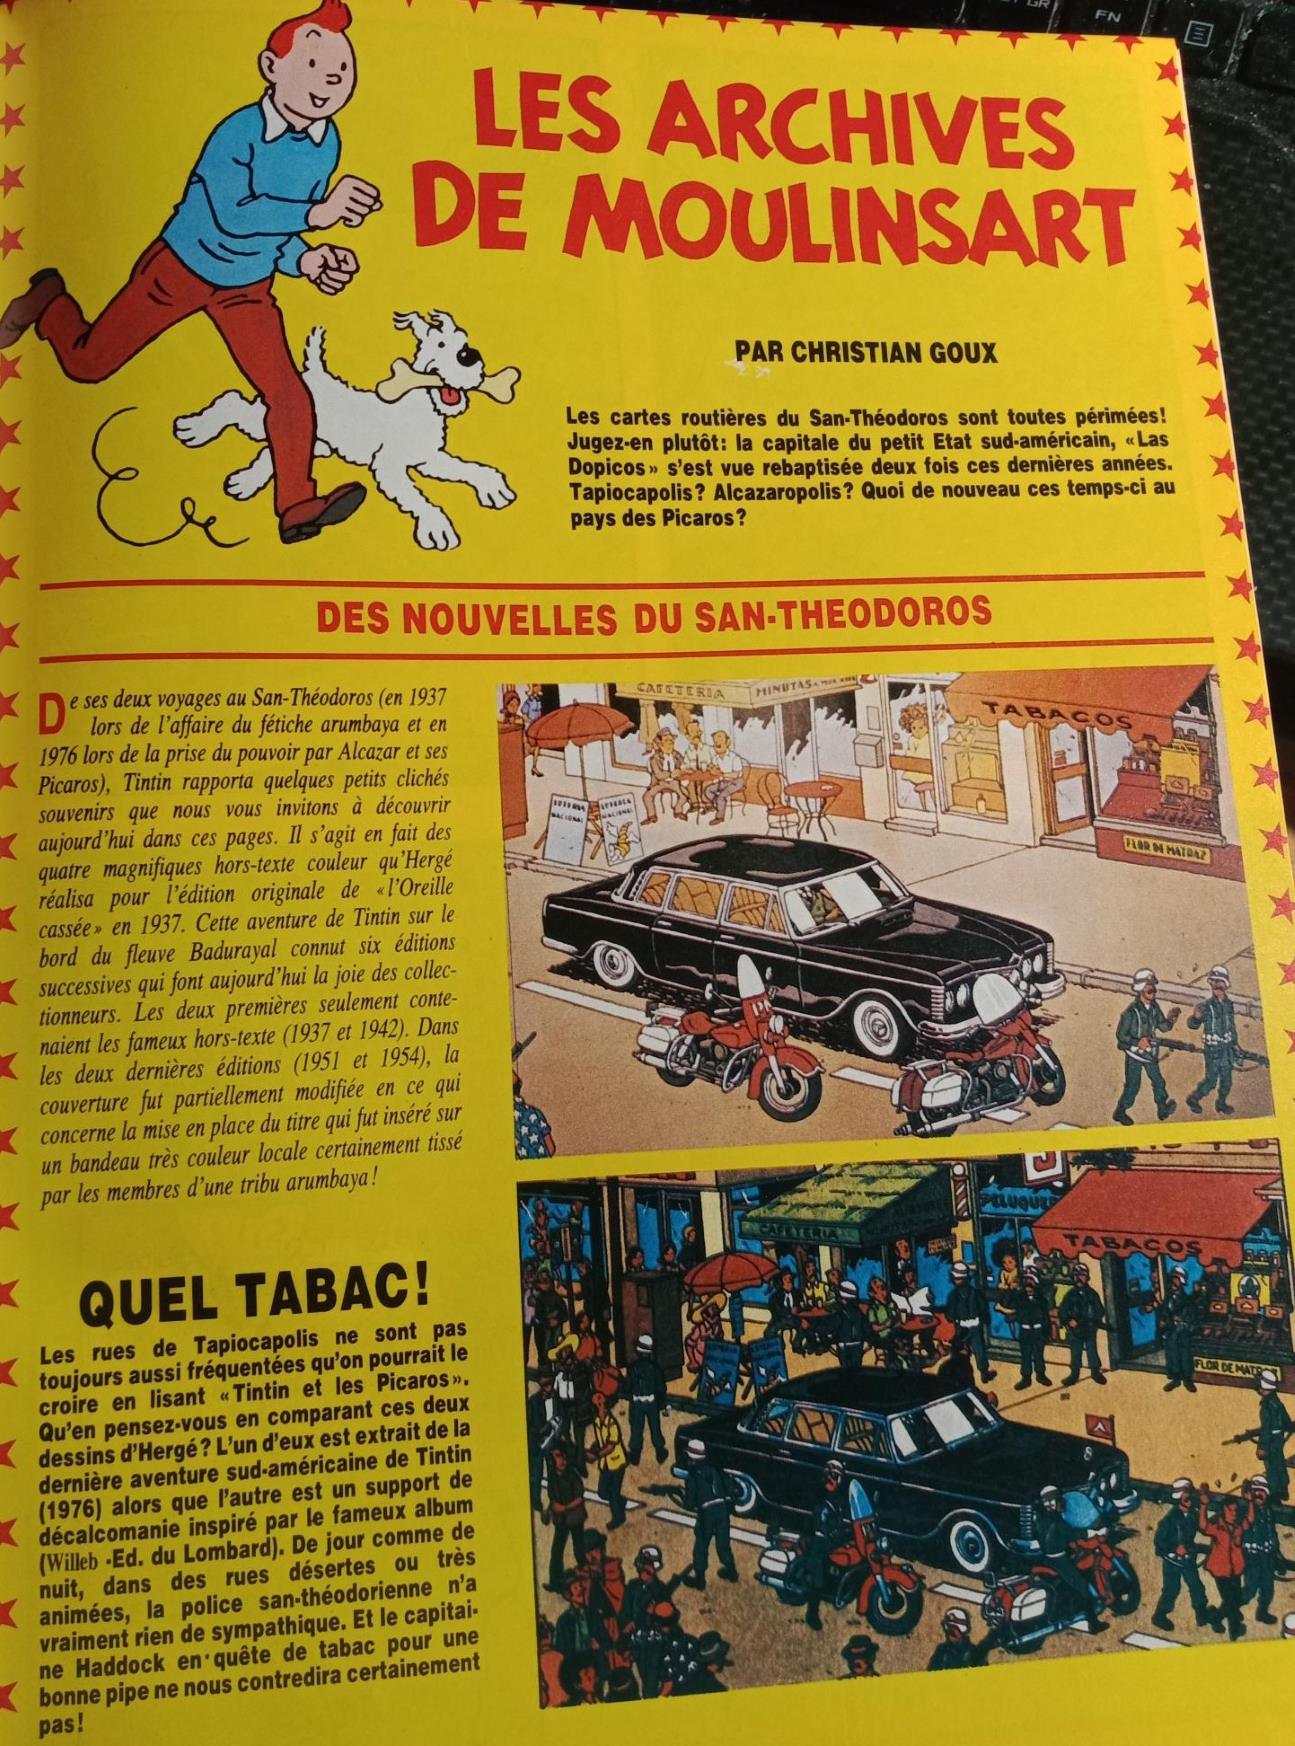 LES ARCHIVES
DE MOULINSART
PAR CHRISTIAN GOUX
Les cartes routières du San-Théodoros sont toutes périmées!
Jugez-en plutôt: la capitale du petit Etat sud-américain, «Las
Dopicos» s'est vue rebaptisée deux fois ces dernières années.
Tapiocapolis? Alcazaropolis? Quoi de nouveau ces temps-ci au
pays des Picaros?
DES NOUVELLES DU SAN-THEODOROS
De ses deux voyages au San-Théodoros (en 1937
lors de l'affaire du fétiche arumbaya et en
1976 lors de la prise du pouvoir par Alcazar et ses
Picaros), Tintin rapporta quelques petits clichés
souvenirs que nous vous invitons à découvrir
aujourd'hui dans ces pages. Il s'agit en fait des
quatre magnifiques hors-texte couleur qu'Hergé
réalisa pour l'édition originale de «l'Oreille
cassée» en 1937. Cette aventure de Tintin sur le
bord du fleuve Badurayal connut six éditions
successives qui font aujourd'hui la joie des collec-
tionneurs. Les deux premières seulement conte-
naient les fameux hors-texte (1937 et 1942). Dans
les deux dernières éditions (1951 et 1954), la
couverture fut partiellement modifiée en ce qui
concerne la mise en place du titre qui fut inséré sur
un bandeau très couleur locale certainement tissé
par les membres d'une tribu arumbaya!
QUEL TABAC!
Les rues de Tapiocapolis ne sont pas
toujours aussi fréquentées qu'on pourrait le
croire en lisant «Tintin et les Picaros».
Qu'en pensez-vous en comparant ces deux
dessins d'Hergé? L'un d'eux est extrait de la
dernière aventure sud-américaine de Tintin
(1976) alors que l'autre est un support de
décalcomanie inspiré par le fameux album
(Willeb -Ed. du Lombard). De jour comme de
nuit, dans des rues désertes ou très
animées, la police san-théodorienne n'a
vraiment rien de sympathique. Et le capitai-
ne Haddock en quête de tabac pour une
bonne pipe ne nous contredira certainement
pas!
CAFETERIA
MINUTAS
TABACOS
LOTERIA
NACIONAL
LOTERIA
NACIONAL
FLOR DE MATRAZ
CAFETERIA
PELUQUE
TABACOS
FLOR DE MATRAZ
FN